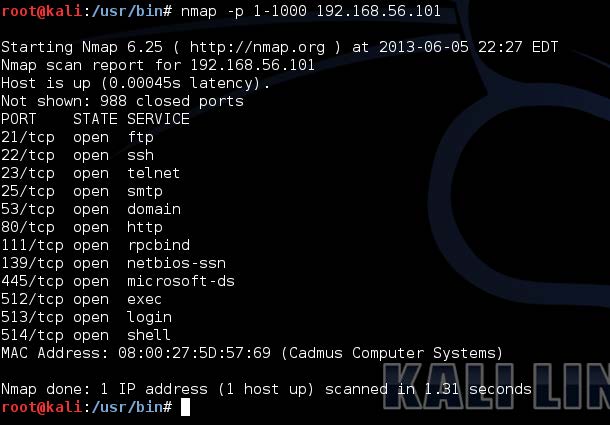 root@kali:/usr/bin# nmap -p 1-1000 192.168.56.101

Starting Nmap 6.25 ( http://nmap.org ) at 2013-06-05 22:27 EDT
Nmap scan report for 192.168.56.101
Host is up (0.00045s latency).
Not shown: 988 closed ports
PORT    STATE SERVICE
21/tcp  open  ftp
22/tcp  open  ssh
23/tcp  open  telnet
25/tcp  open  smtp
53/tcp  open  domain
80/tcp  open  http
111/tcp open  rpcbind
139/tcp open  netbios-ssn
445/tcp open  microsoft-ds
512/tcp open  exec
513/tcp open  login
514/tcp open  shell
MAC Address: 08:00:27:5D:57:69 (Cadmus Computer Systems)

Nmap done: 1 IP address (1 host up) scanned in 1.31 seconds
KALI LIN
root@kali:/usr/bin#